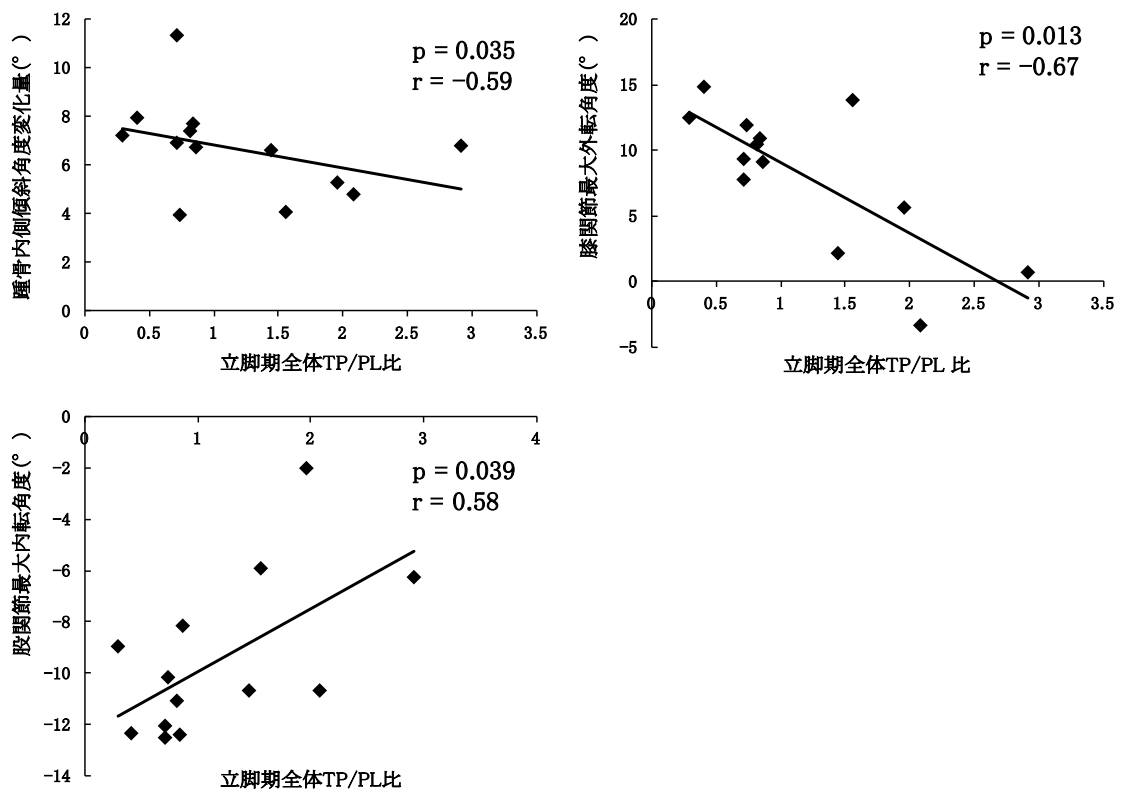 踵骨内側傾斜角度変化量(°)
12
10
8
6
4
2
0
p = 0.035
r = −0.59
0 0.5 1 1.5 2 2.5 3 3.5
立脚期全体TP/PL比
膝関節最大外転角度(°)
20
15
10
5
0
−5
p = 0.013
r = −0.67
0 0.5 1 1.5 2 2.5 3 3.5
立脚期全体TP/PL 比
股関節最大内転角度(°)
0
−2
−4
−6
−8
−10
−12
−14
0 1 2 3 4
p = 0.039
r = 0.58
立脚期全体TP/PL比